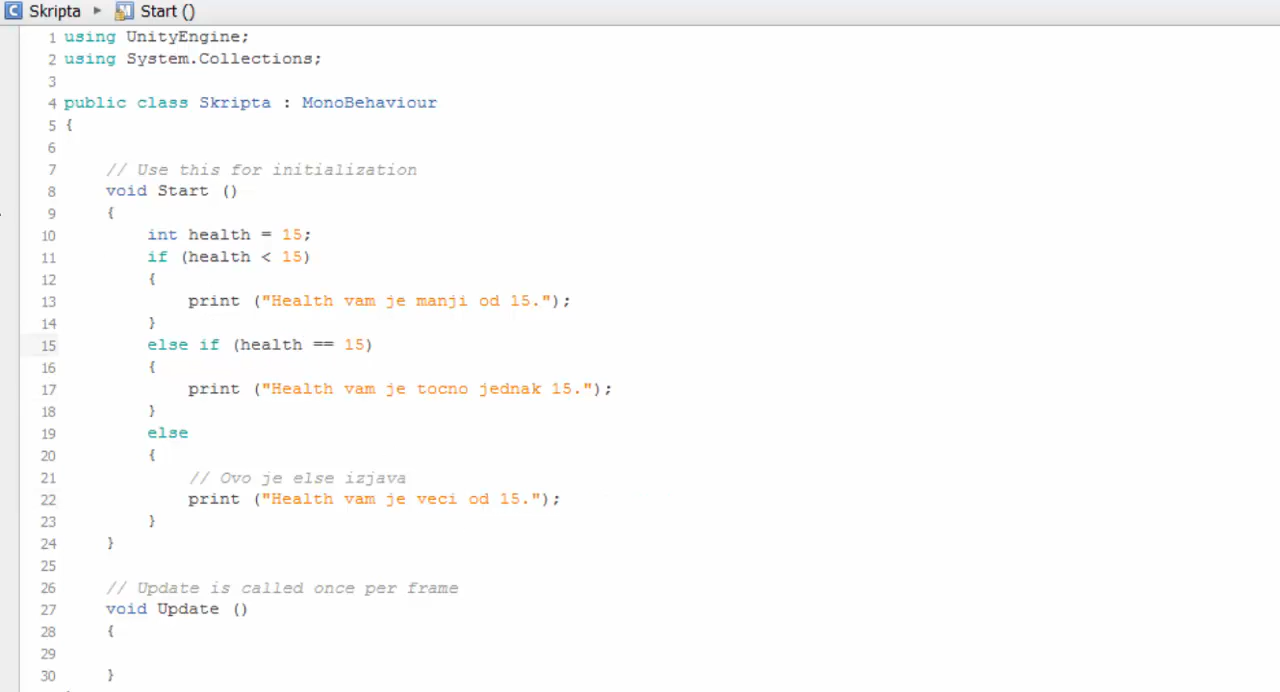 Skripta ▸ Start ()
1 using UnityEngine;
2 using System.Collections;
3
4 public class Skripta : MonoBehaviour
5 {
6
7 // Use this for initialization
8 void Start ()
9 {
10 int health = 15;
11 if (health < 15)
12 {
13 print ("Health vam je manji od 15.");
14 }
15 else if (health == 15)
16 {
17 print ("Health vam je tocno jednak 15.");
18 }
19 else
20 {
21 // Ovo je else izjava
22 print ("Health vam je veci od 15.");
23 }
24 }
25
26 // Update is called once per frame
27 void Update ()
28 {
29
30 }